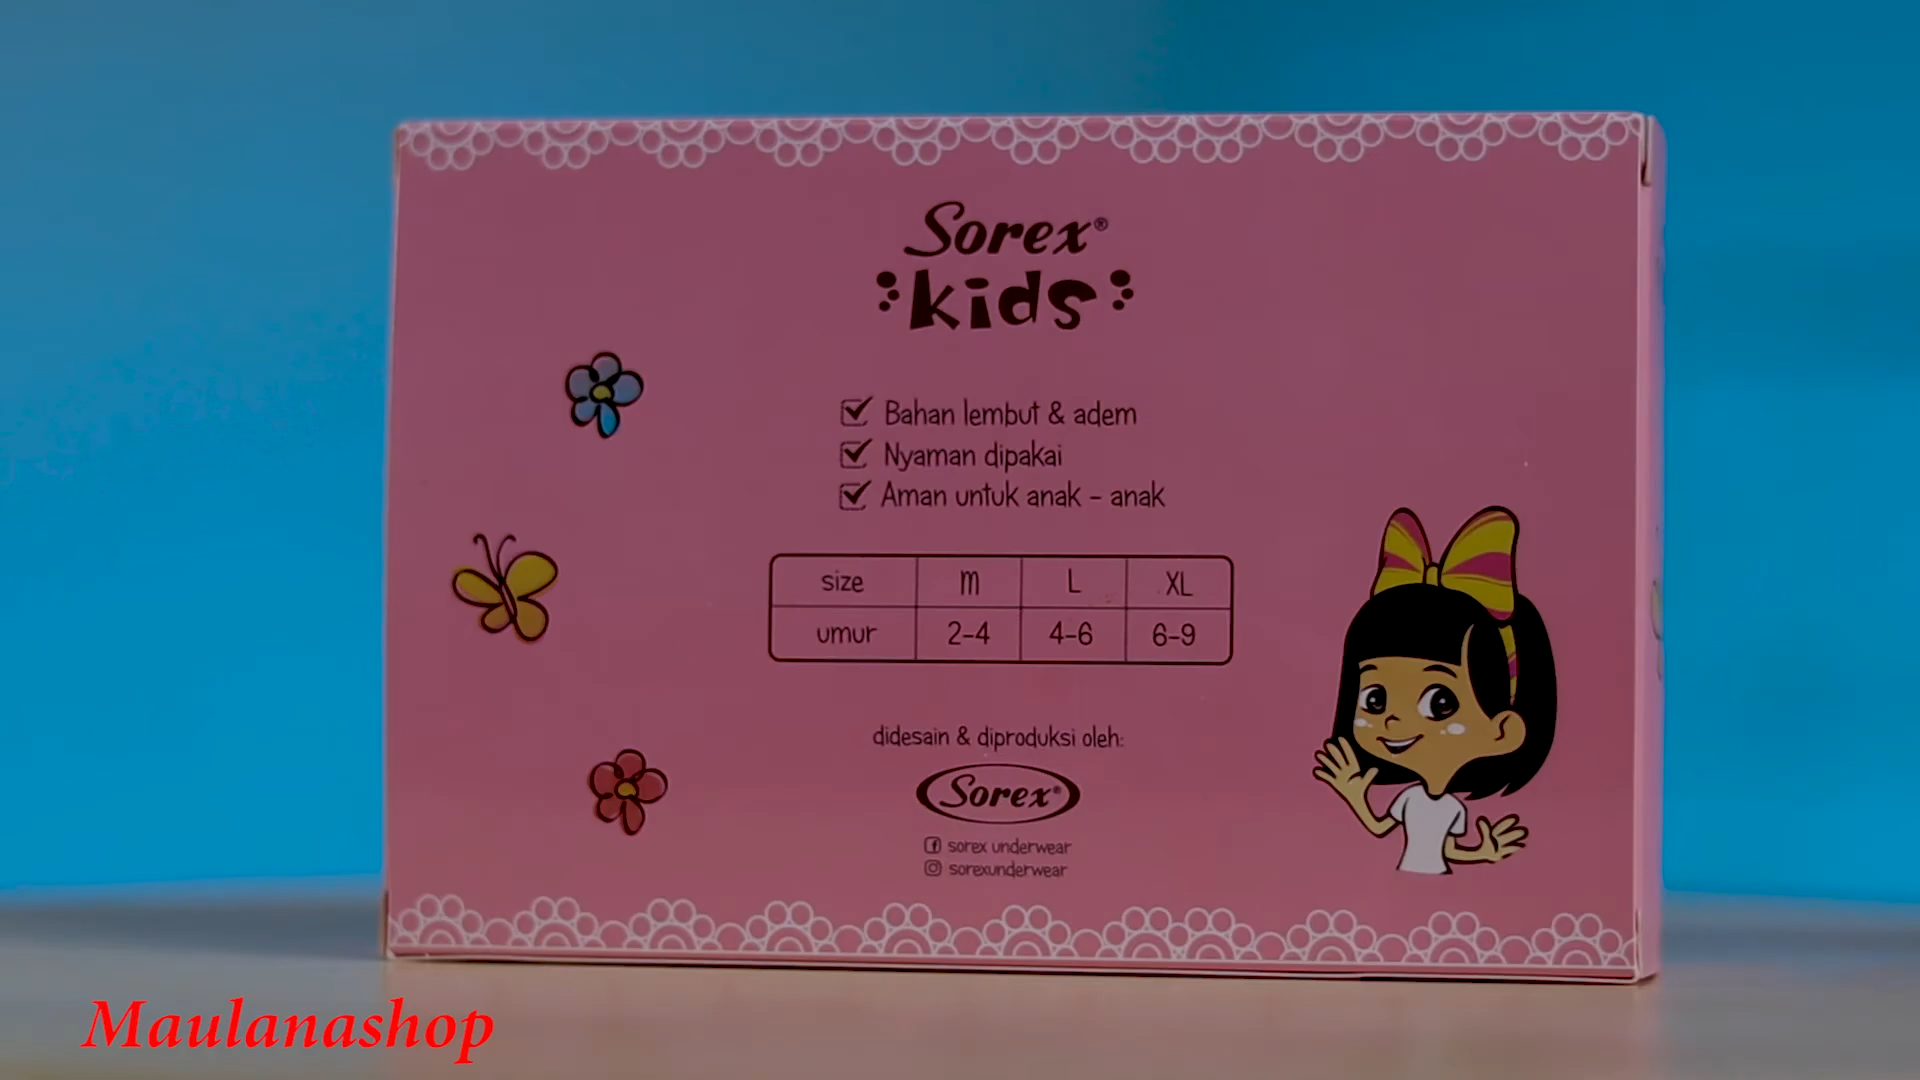 Sorex®
kids
Bahan lembut & adem
Nyaman dipakai
Aman untuk anak - anak
size m L XL
umur 2-4 4-6 6-9
didesain & diproduksi oleh:
Sorex®
sorex underwear
sorexunderwear
Maulanashop